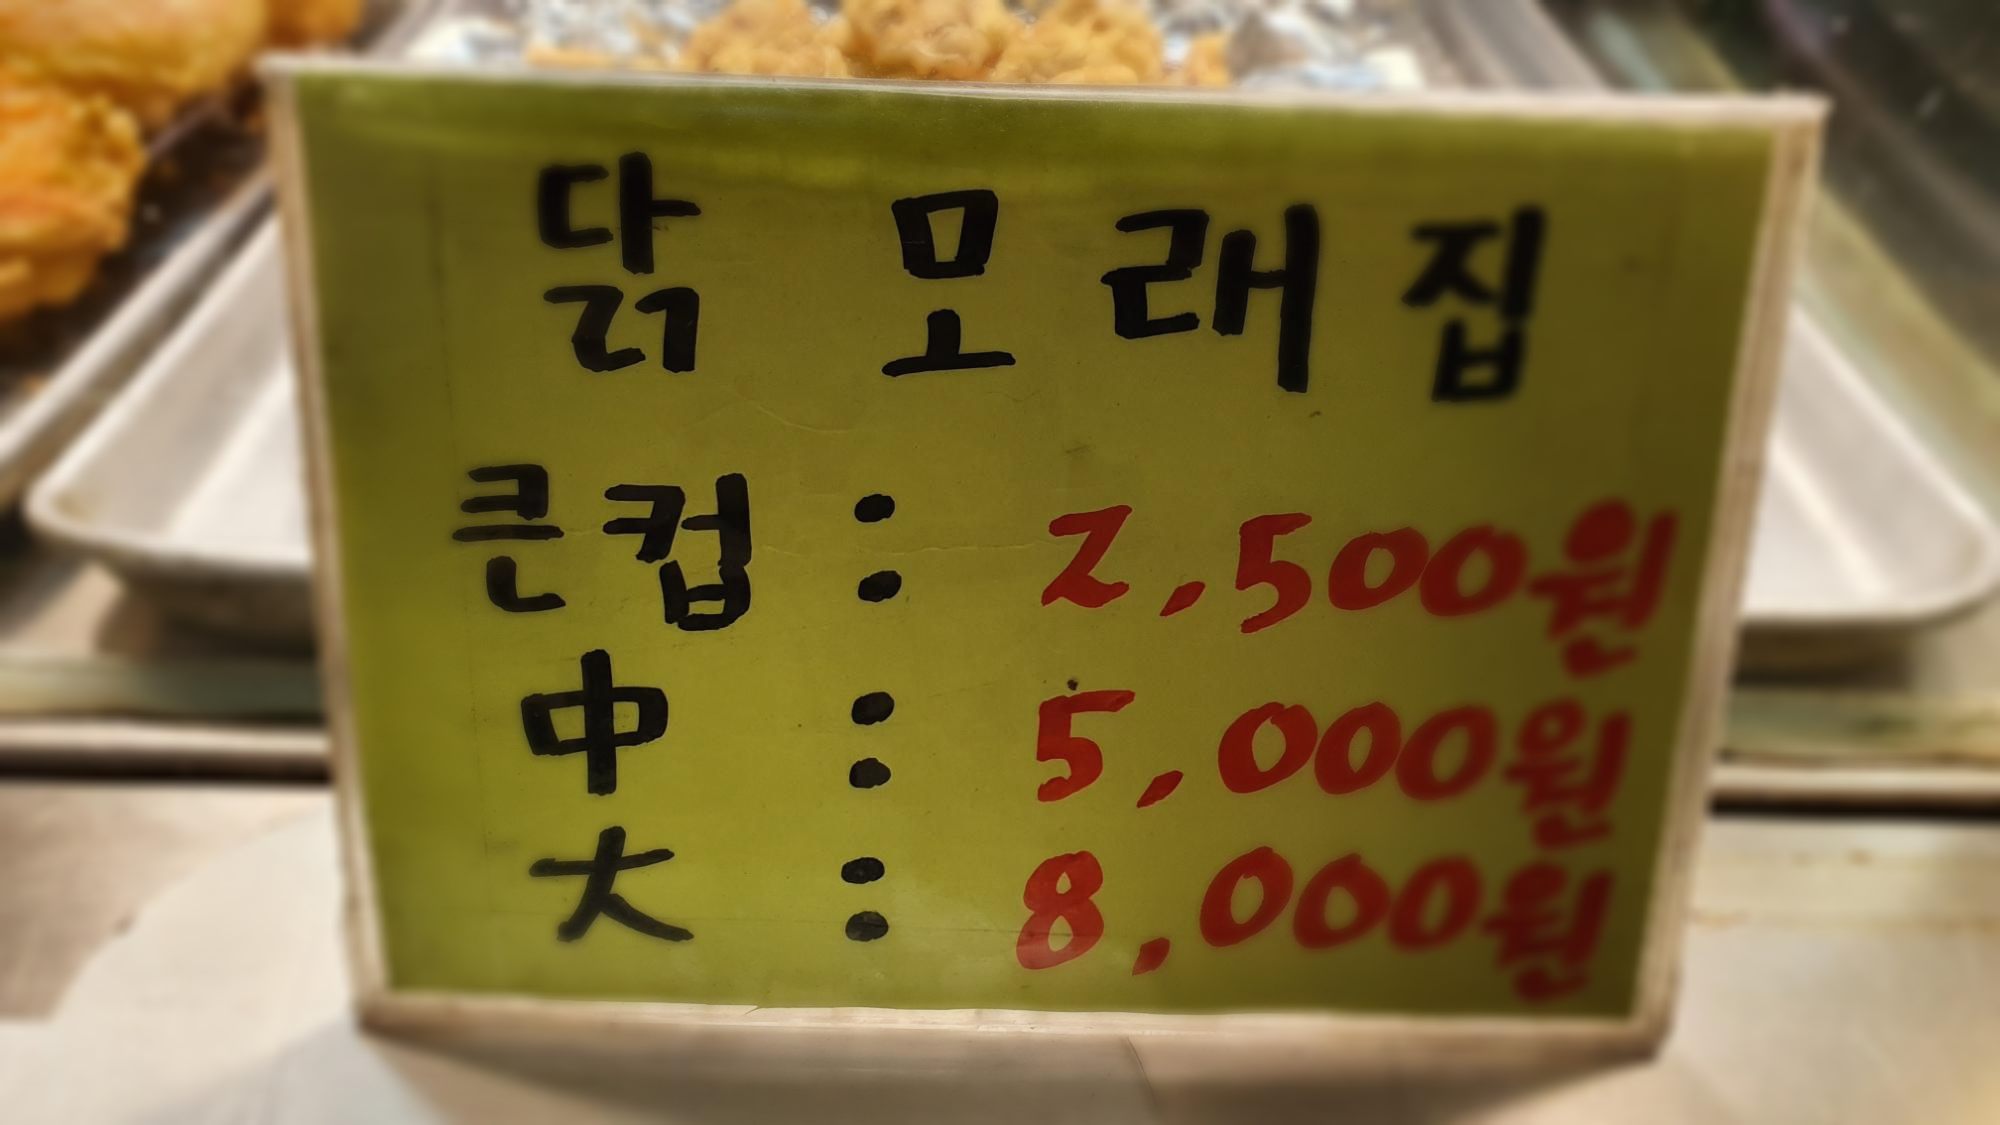 닭 모래집
큰컵 : 2,500원
中 : 5,000원
大 : 8,000원